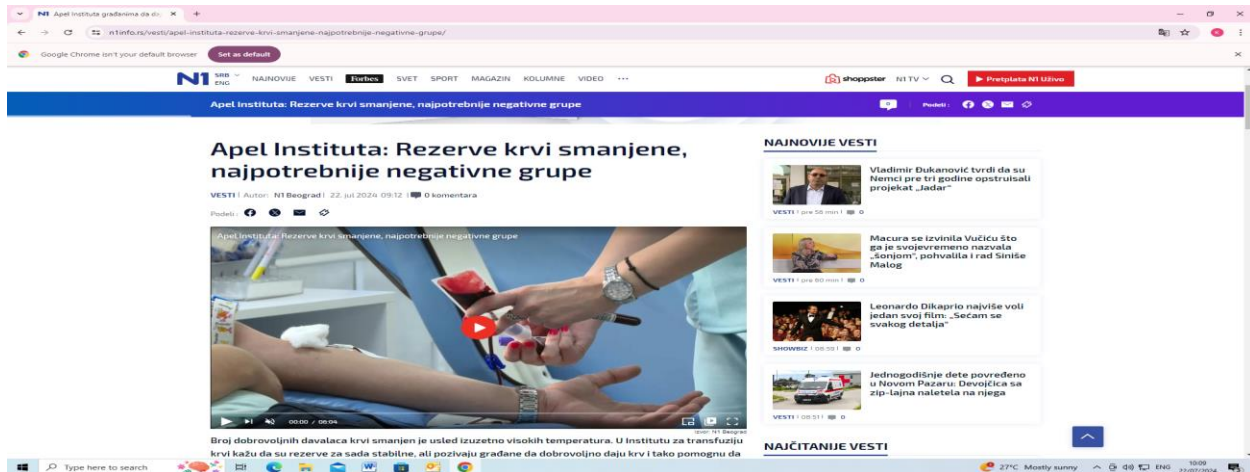 N1 Apel Instituta građanima da do
n1info.rs/vesti/apel-instituta-rezerve-krvi-smanjene-najpotrebnije-negativne-grupe/
Google Chrome isn't your default browser Set as default
N1 SRB ENG NAJNOVIJE VESTI Forbes SVET SPORT MAGAZIN KOLUMNE VIDEO ... shoppster N1 TV Pretplata N1 Uživo
Apel Instituta: Rezerve krvi smanjene, najpotrebnije negativne grupe 0 Podeli:
Apel Instituta: Rezerve krvi smanjene,
najpotrebnije negativne grupe
VESTI | Autor: N1 Beograd | 22. jul 2024 09:12 | 0 komentara
Podeli:
Apel Instituta: Rezerve krvi smanjene, najpotrebnije negativne grupe
00:00 / 06:04
Izvor: N1 Beograd
Broj dobrovoljnih davalaca krvi smanjen je usled izuzetno visokih temperatura. U Institutu za transfuziju
krvi kažu da su rezerve za sada stabilne, ali pozivaju građane da dobrovoljno daju krv i tako pomognu da
NAJNOVIJE VESTI
Vladimir Đukanović tvrdi da su
Nemci pre tri godine opstruisali
projekat „Jadar“
VESTI | pre 56 min | 0
Macura se izvinila Vučiću što
ga je svojevremeno nazvala
„šonjom“, pohvalila i rad Siniše
Malog
VESTI | pre 60 min | 0
Leonardo Dikaprio najviše voli
jedan svoj film: „Sećam se
svakog detalja“
SHOWBIZ | 08:58 | 0
Jednogodišnje dete povređeno
u Novom Pazaru: Devojčica sa
zip-lajna naletela na njega
VESTI | 08:51 | 0
NAJČITANIJE VESTI
Type here to search
27°C Mostly sunny ENG 10:09
22/07/2024